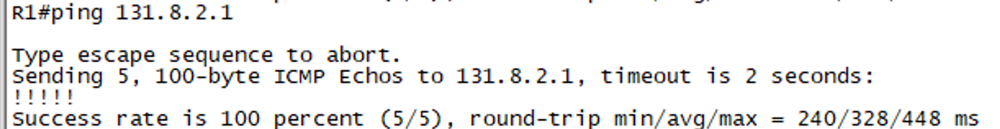 R1#ping 131.8.2.1
Type escape sequence to abort.
Sending 5, 100-byte ICMP Echos to 131.8.2.1, timeout is 2 seconds:
!!!!!
Success rate is 100 percent (5/5), round-trip min/avg/max = 240/328/448 ms